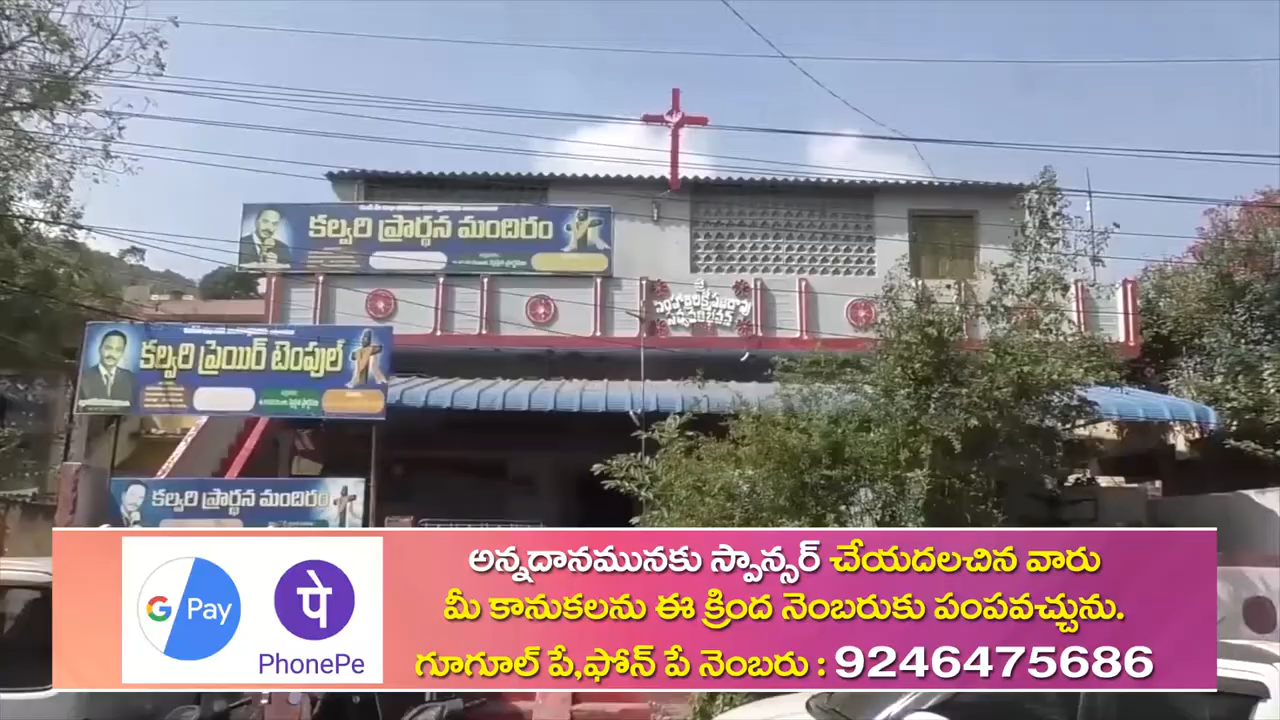 కల్వరి ప్రార్థన మందిరం
కల్వరి ప్రెయిర్ టెంపుల్
కల్వరి ప్రార్థన మందిరం
G Pay
పే
PhonePe
అన్నదానమునకు స్పాన్సర్ చేయదలచిన వారు
మీ కానుకలను ఈ క్రింద నెంబరుకు పంపవచ్చును.
గూగూల్ పే,ఫోన్ పే నెంబరు : 9246475686